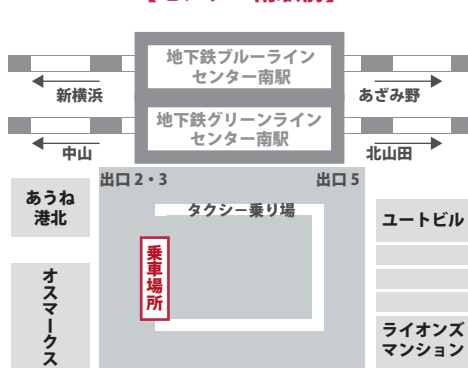 地下鉄ブルーライン
センター南駅
新横浜
あざみ野
地下鉄グリーンライン
センター南駅
中山
北山田
出口 2・3
出口 5
あうね
港北
タクシー乗り場
ユートビル
乗車場所
オスマークス
ライオンズ
マンション